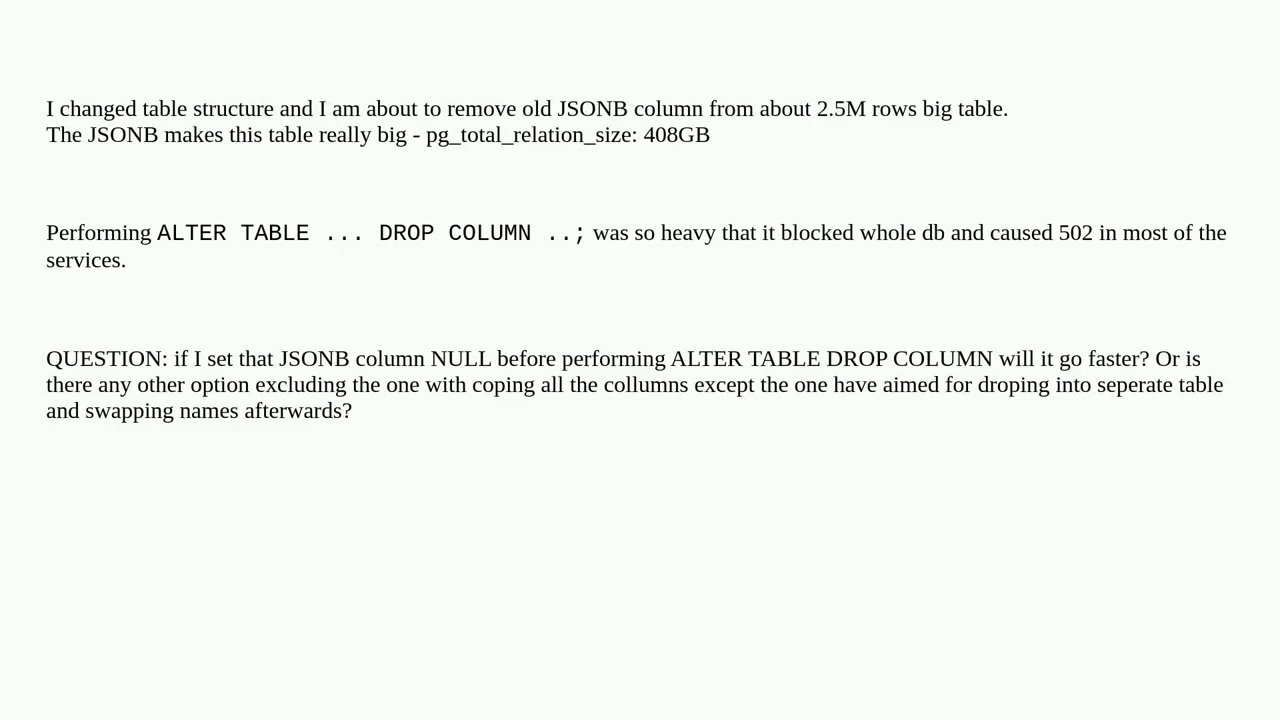 I changed table structure and I am about to remove old JSONB column from about 2.5M rows big table.
The JSONB makes this table really big - pg_total_relation_size: 408GB
Performing ALTER TABLE ... DROP COLUMN ..; was so heavy that it blocked whole db and caused 502 in most of the
services.
QUESTION: if I set that JSONB column NULL before performing ALTER TABLE DROP COLUMN will it go faster? Or is
there any other option excluding the one with coping all the collumns except the one have aimed for droping into seperate table
and swapping names afterwards?